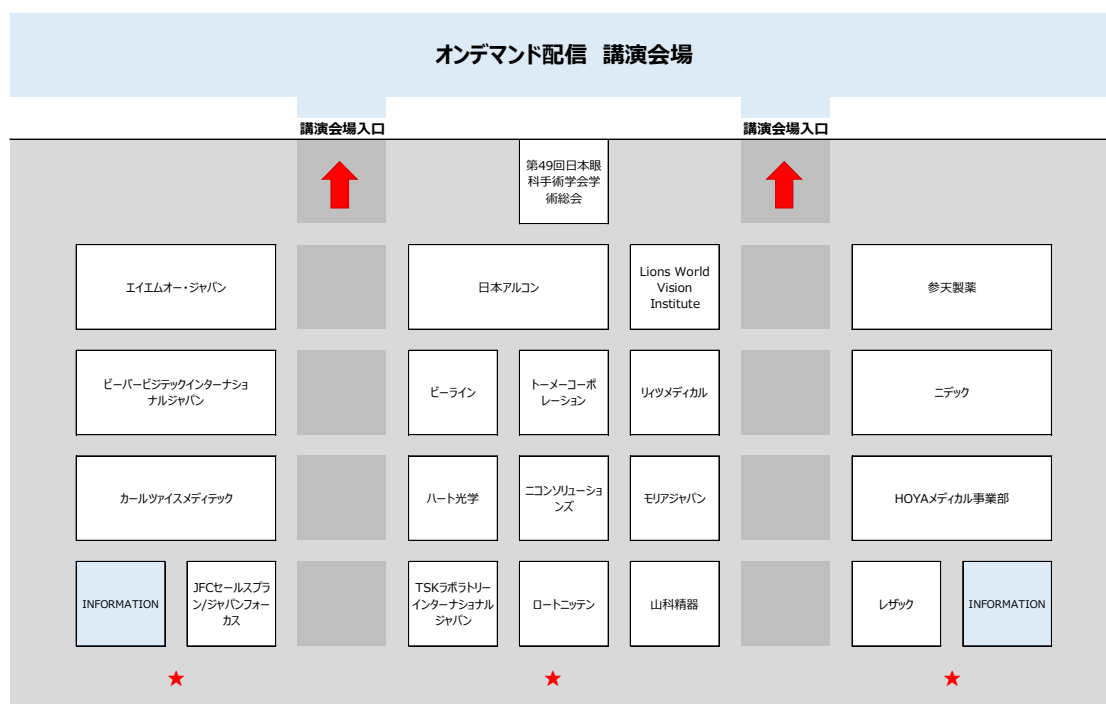 オンデマンド配信 講演会場
講演会場入口
講演会場入口
第49回日本眼
科手術学会学
術総会
エイエムオー・ジャパン
日本アルコン
Lions World
Vision
Institute
参天製薬
ビーバービジテックインターナショ
ナルジャパン
ビーライン
トーメーコーポ
レーション
リィツメディカル
ニデック
カールツァイスメディテック
ハート光学
ニコンソリューショ
ンズ
モリアジャパン
HOYAメディカル事業部
INFORMATION
JFCセールスプラ
ン/ジャパンフォー
カス
TSKラボラトリー
インターナショナル
ジャパン
ロートニッテン
山科精器
レザック
INFORMATION